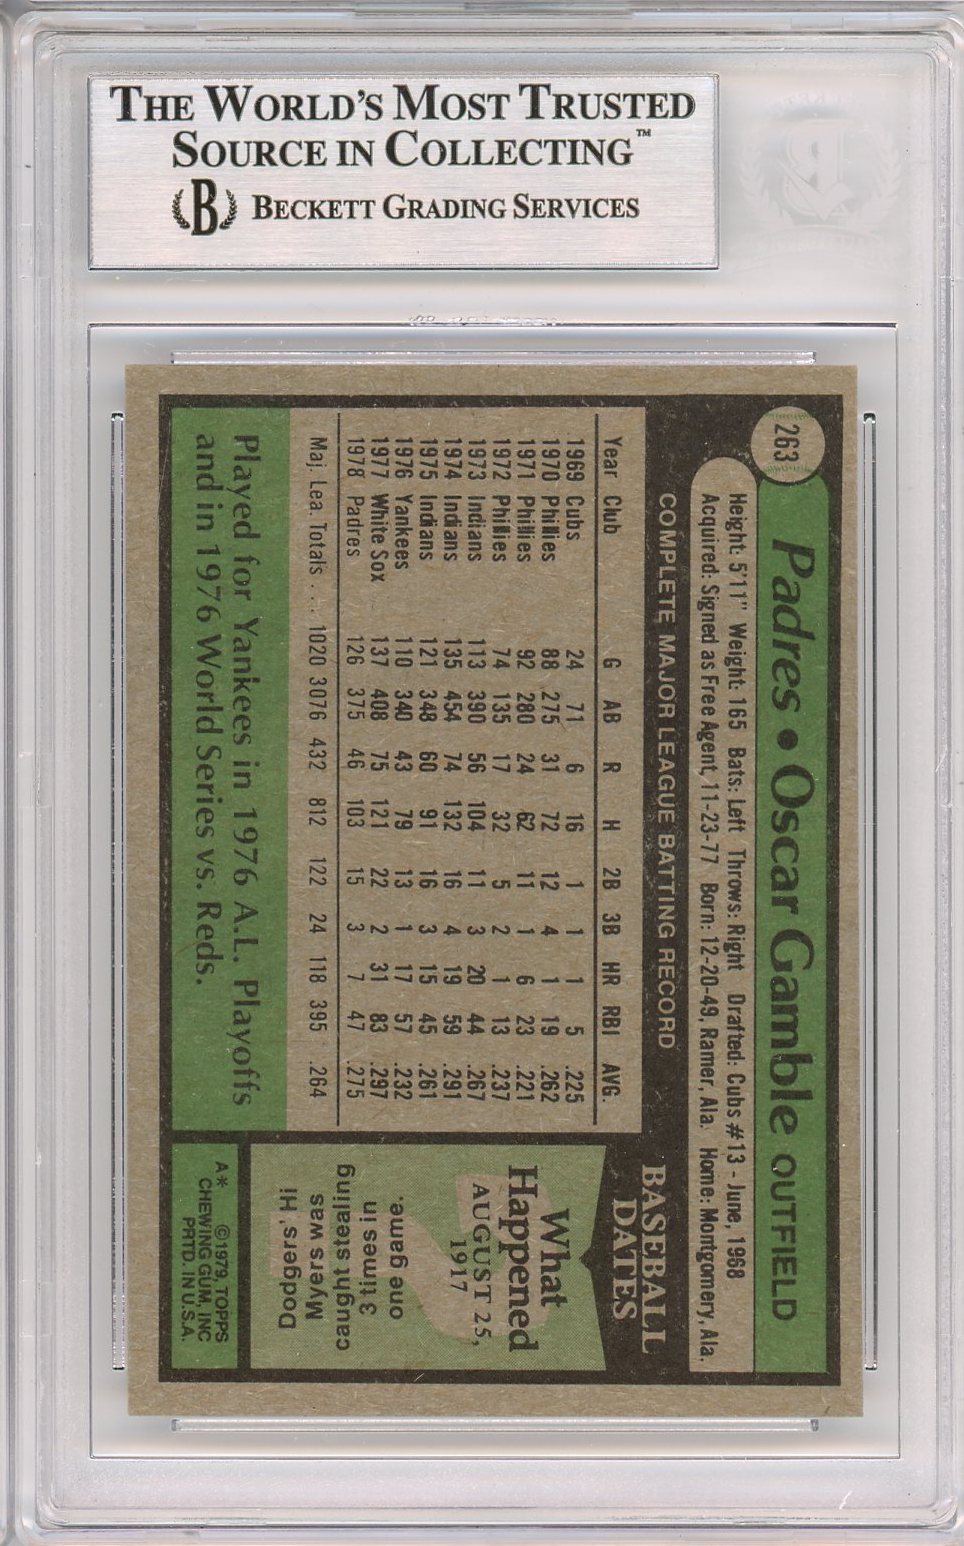 THE WORLD'S MOST TRUSTED
SOURCE IN COLLECTING™
B BECKETT GRADING SERVICES
263
Padres • Oscar Gamble OUTFIELD
Height: 5'11" Weight: 165 Bats: Left Throws: Right Drafted: Cubs #13 - June, 1968
Acquired: Signed as Free Agent, 11-23-77 Born: 12-20-49, Ramer, Ala. Home: Montgomery, Ala.
COMPLETE MAJOR LEAGUE BATTING RECORD
Year Club G AB R H 2B 3B HR RBI AVG.
1969 Cubs 24 71 6 16 1 1 1 5 .225
1970 Phillies 88 275 31 72 12 4 1 19 .262
1971 Phillies 92 280 24 62 11 1 6 23 .221
1972 Phillies 74 135 17 32 5 2 1 13 .237
1973 Indians 113 390 56 104 11 3 20 44 .267
1974 Indians 135 454 74 132 16 4 19 59 .291
1975 Indians 121 348 60 91 16 3 15 45 .261
1976 Yankees 110 340 43 79 13 1 17 57 .232
1977 White Sox 137 408 75 121 22 2 31 83 .297
1978 Padres 126 375 46 103 15 3 7 47 .275
Maj. Lea. Totals ... 1020 3076 432 812 122 24 118 395 .264
Played for Yankees in 1976 A.L. Playoffs
and in 1976 World Series vs. Reds.
BASEBALL
DATES
What
Happened
AUGUST 25,
1917
Dodgers' Hi
Myers was
caught stealing
3 times in
one game.
A* ©1979, TOPPS
CHEWING GUM, INC
PRTD. IN U.S.A.